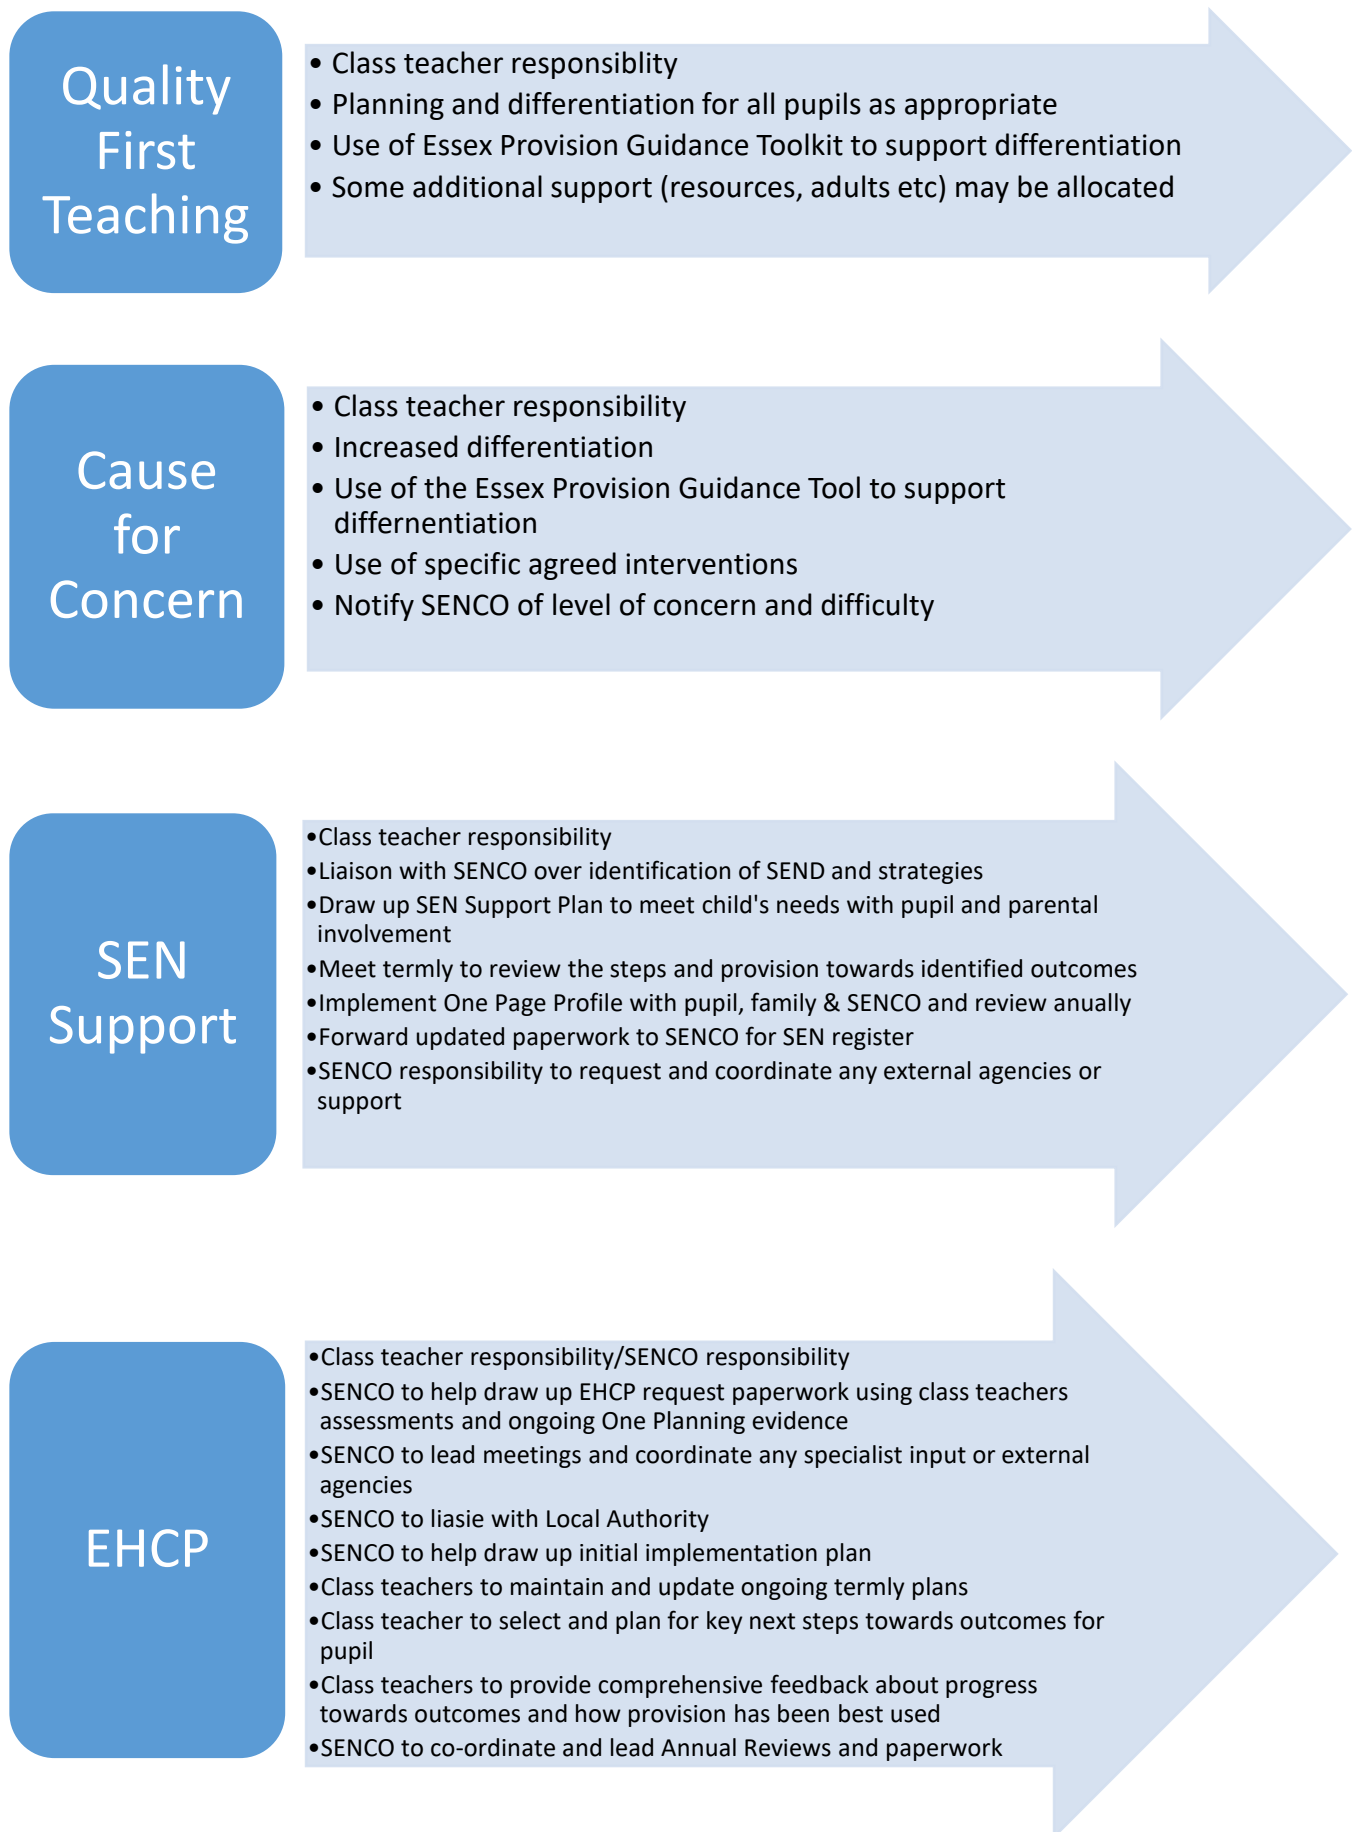 Quality
First
Teaching
• Class teacher responsiblity
• Planning and differentiation for all pupils as appropriate
• Use of Essex Provision Guidance Toolkit to support differentiation
• Some additional support (resources, adults etc) may be allocated
Cause
for
Concern
• Class teacher responsibility
• Increased differentiation
• Use of the Essex Provision Guidance Tool to support
differnentiation
• Use of specific agreed interventions
• Notify SENCO of level of concern and difficulty
SEN
Support
•Class teacher responsibility
•Liaison with SENCO over identification of SEND and strategies
•Draw up SEN Support Plan to meet child's needs with pupil and parental
involvement
•Meet termly to review the steps and provision towards identified outcomes
•Implement One Page Profile with pupil, family & SENCO and review anually
•Forward updated paperwork to SENCO for SEN register
•SENCO responsibility to request and coordinate any external agencies or
support
EHCP
•Class teacher responsibility/SENCO responsibility
•SENCO to help draw up EHCP request paperwork using class teachers
assessments and ongoing One Planning evidence
•SENCO to lead meetings and coordinate any specialist input or external
agencies
•SENCO to liasie with Local Authority
•SENCO to help draw up initial implementation plan
•Class teachers to maintain and update ongoing termly plans
•Class teacher to select and plan for key next steps towards outcomes for
pupil
•Class teachers to provide comprehensive feedback about progress
towards outcomes and how provision has been best used
•SENCO to co-ordinate and lead Annual Reviews and paperwork